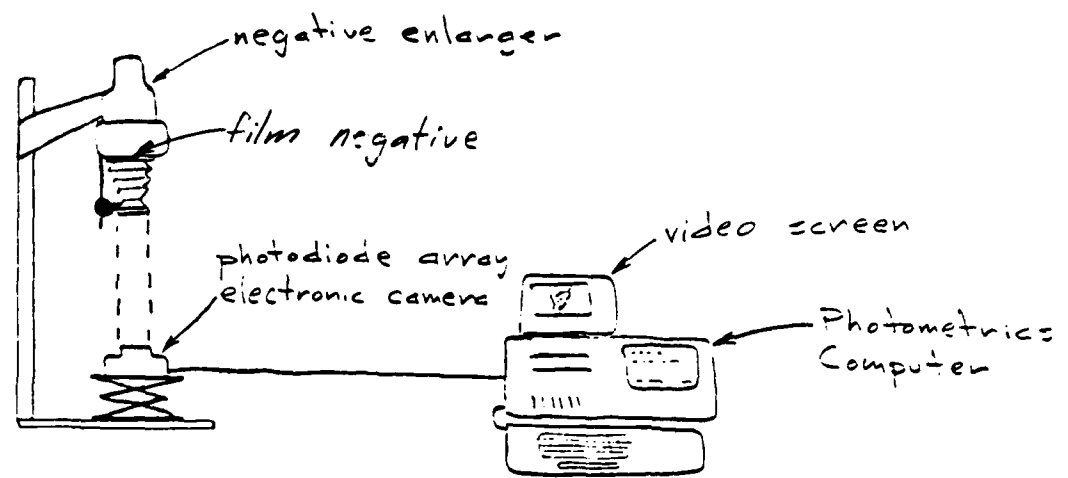 negative enlarger
film negative
photodiode array
electronic camera
video screen
Photometrics
Computer